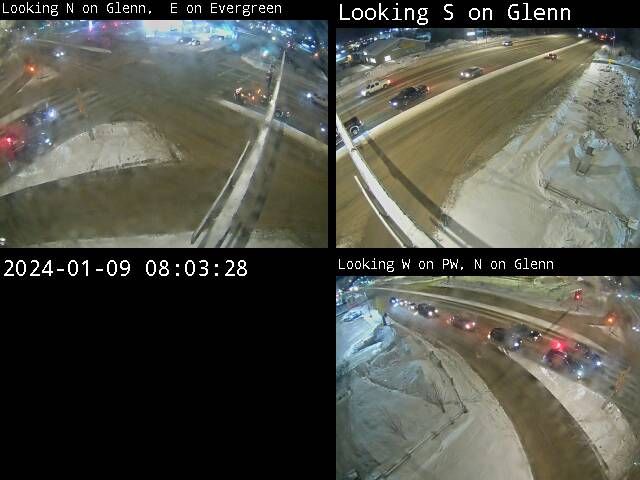 Looking N on Glenn,  E on Evergreen
Looking S on Glenn
2024-01-09 08:03:28
Looking W on PW, N on Glenn